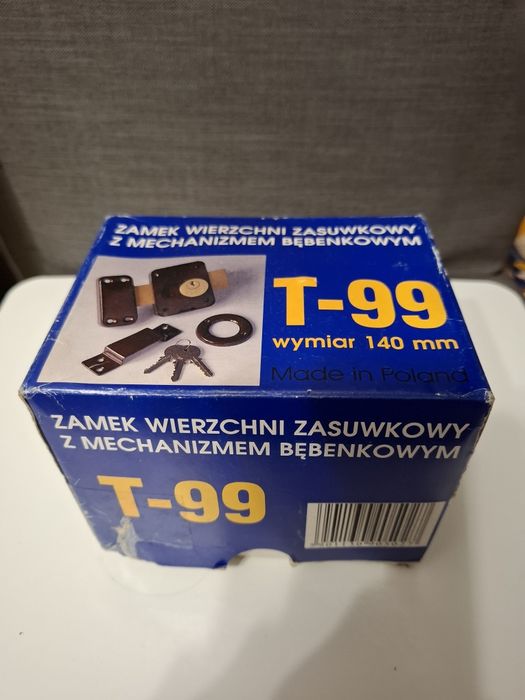 ZAMEK WIERZCHNI ZASUWKOWY
Z MECHANIZMEM BĘBENKOWYM
T-99
wymiar 140 mm
Made in Poland
ZAMEK WIERZCHNI ZASUWKOWY
Z MECHANIZMEM BĘBENKOWYM
T-99